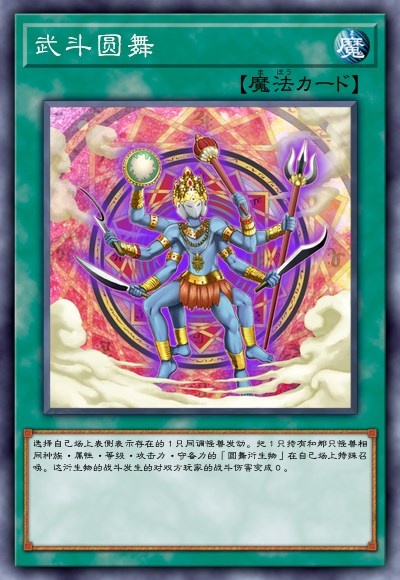 武斗圆舞
魔
【魔法カード】
ま ほう
选择自己场上表侧表示存在的1只同调怪兽发动。把1只持有和那只怪兽相
同种族·属性·等级·攻击力·守备力的「圆舞衍生物」在自己场上特殊召
唤。这衍生物的战斗发生的对双方玩家的战斗伤害变成0。